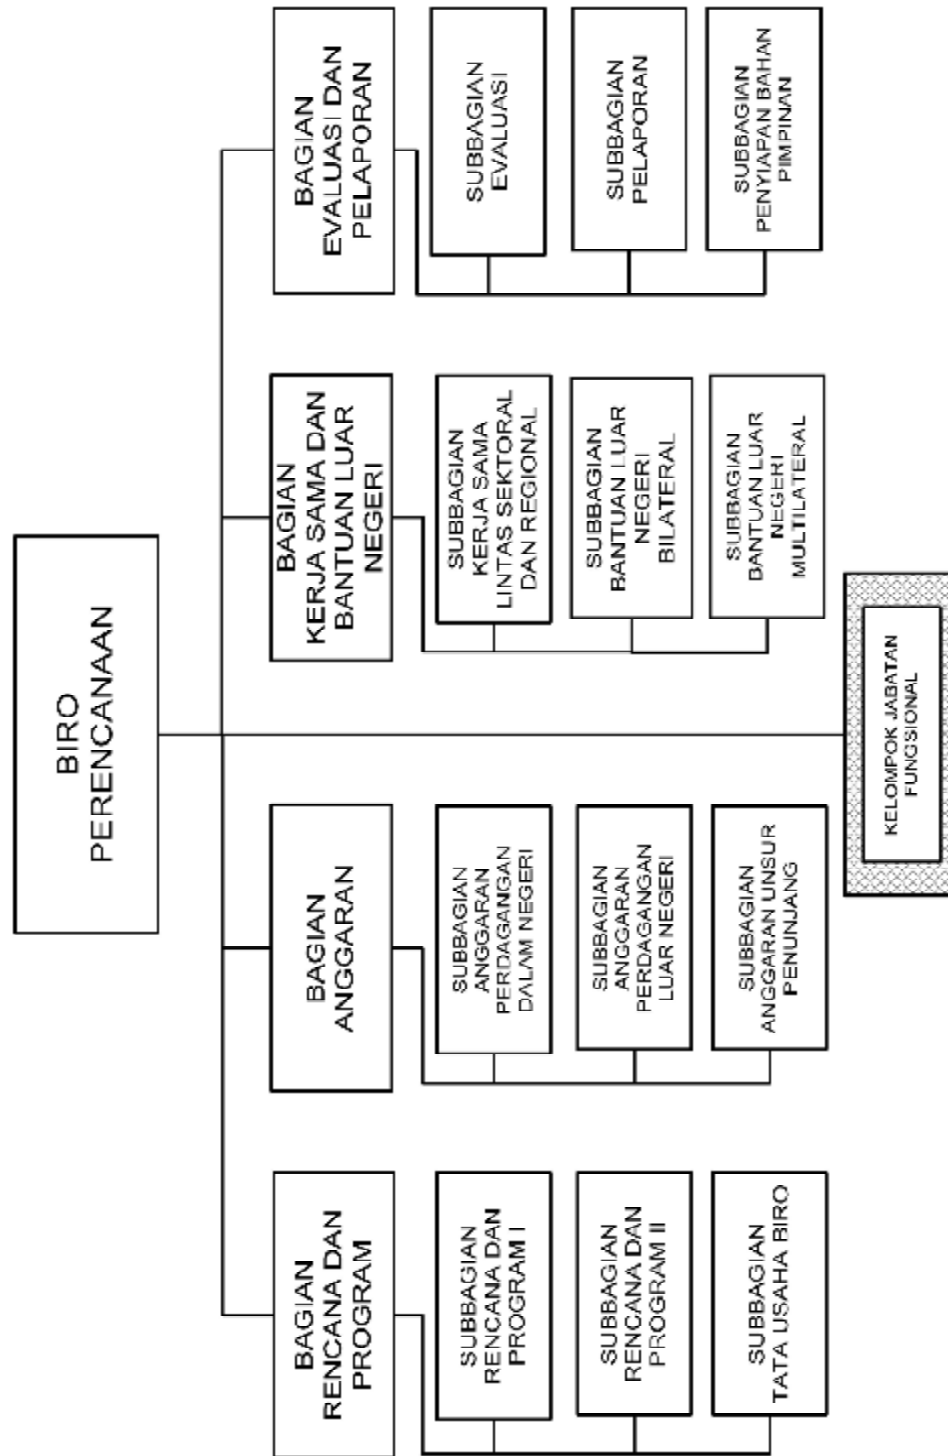 BIRO
PERENCANAAN
BAGIAN
RENCANA DAN
PROGRAM
SUBBAGIAN
RENCANA DAN
PROGRAM I
SUBBAGIAN
RENCANA DAN
PROGRAM II
SUBBAGIAN
TATA USAHA BIRO
BAGIAN
ANGGARAN
SUBBAGIAN
ANGGARAN
PERDAGANGAN
DALAM NEGERI
SUBBAGIAN
ANGGARAN
PERDAGANGAN
LUAR NEGERI
SUBBAGIAN
ANGGARAN UNSUR
PENUNJANG
BAGIAN
KERJA SAMA DAN
BANTUAN LUAR
NEGERI
SUBBAGIAN
KERJA SAMA
LINTAS SEKTORAL
DAN REGIONAL
SUBBAGIAN
BANTUAN LUAR
NEGERI
BILATERAL
SUBBAGIAN
BANTUAN LUAR
NEGERI
MULTILATERAL
BAGIAN
EVALUASI DAN
PELAPORAN
SUBBAGIAN
EVALUASI
SUBBAGIAN
PELAPORAN
SUBBAGIAN
PENYIAPAN BAHAN
PIMPINAN
KELOMPOK JABATAN
FUNGSIONAL